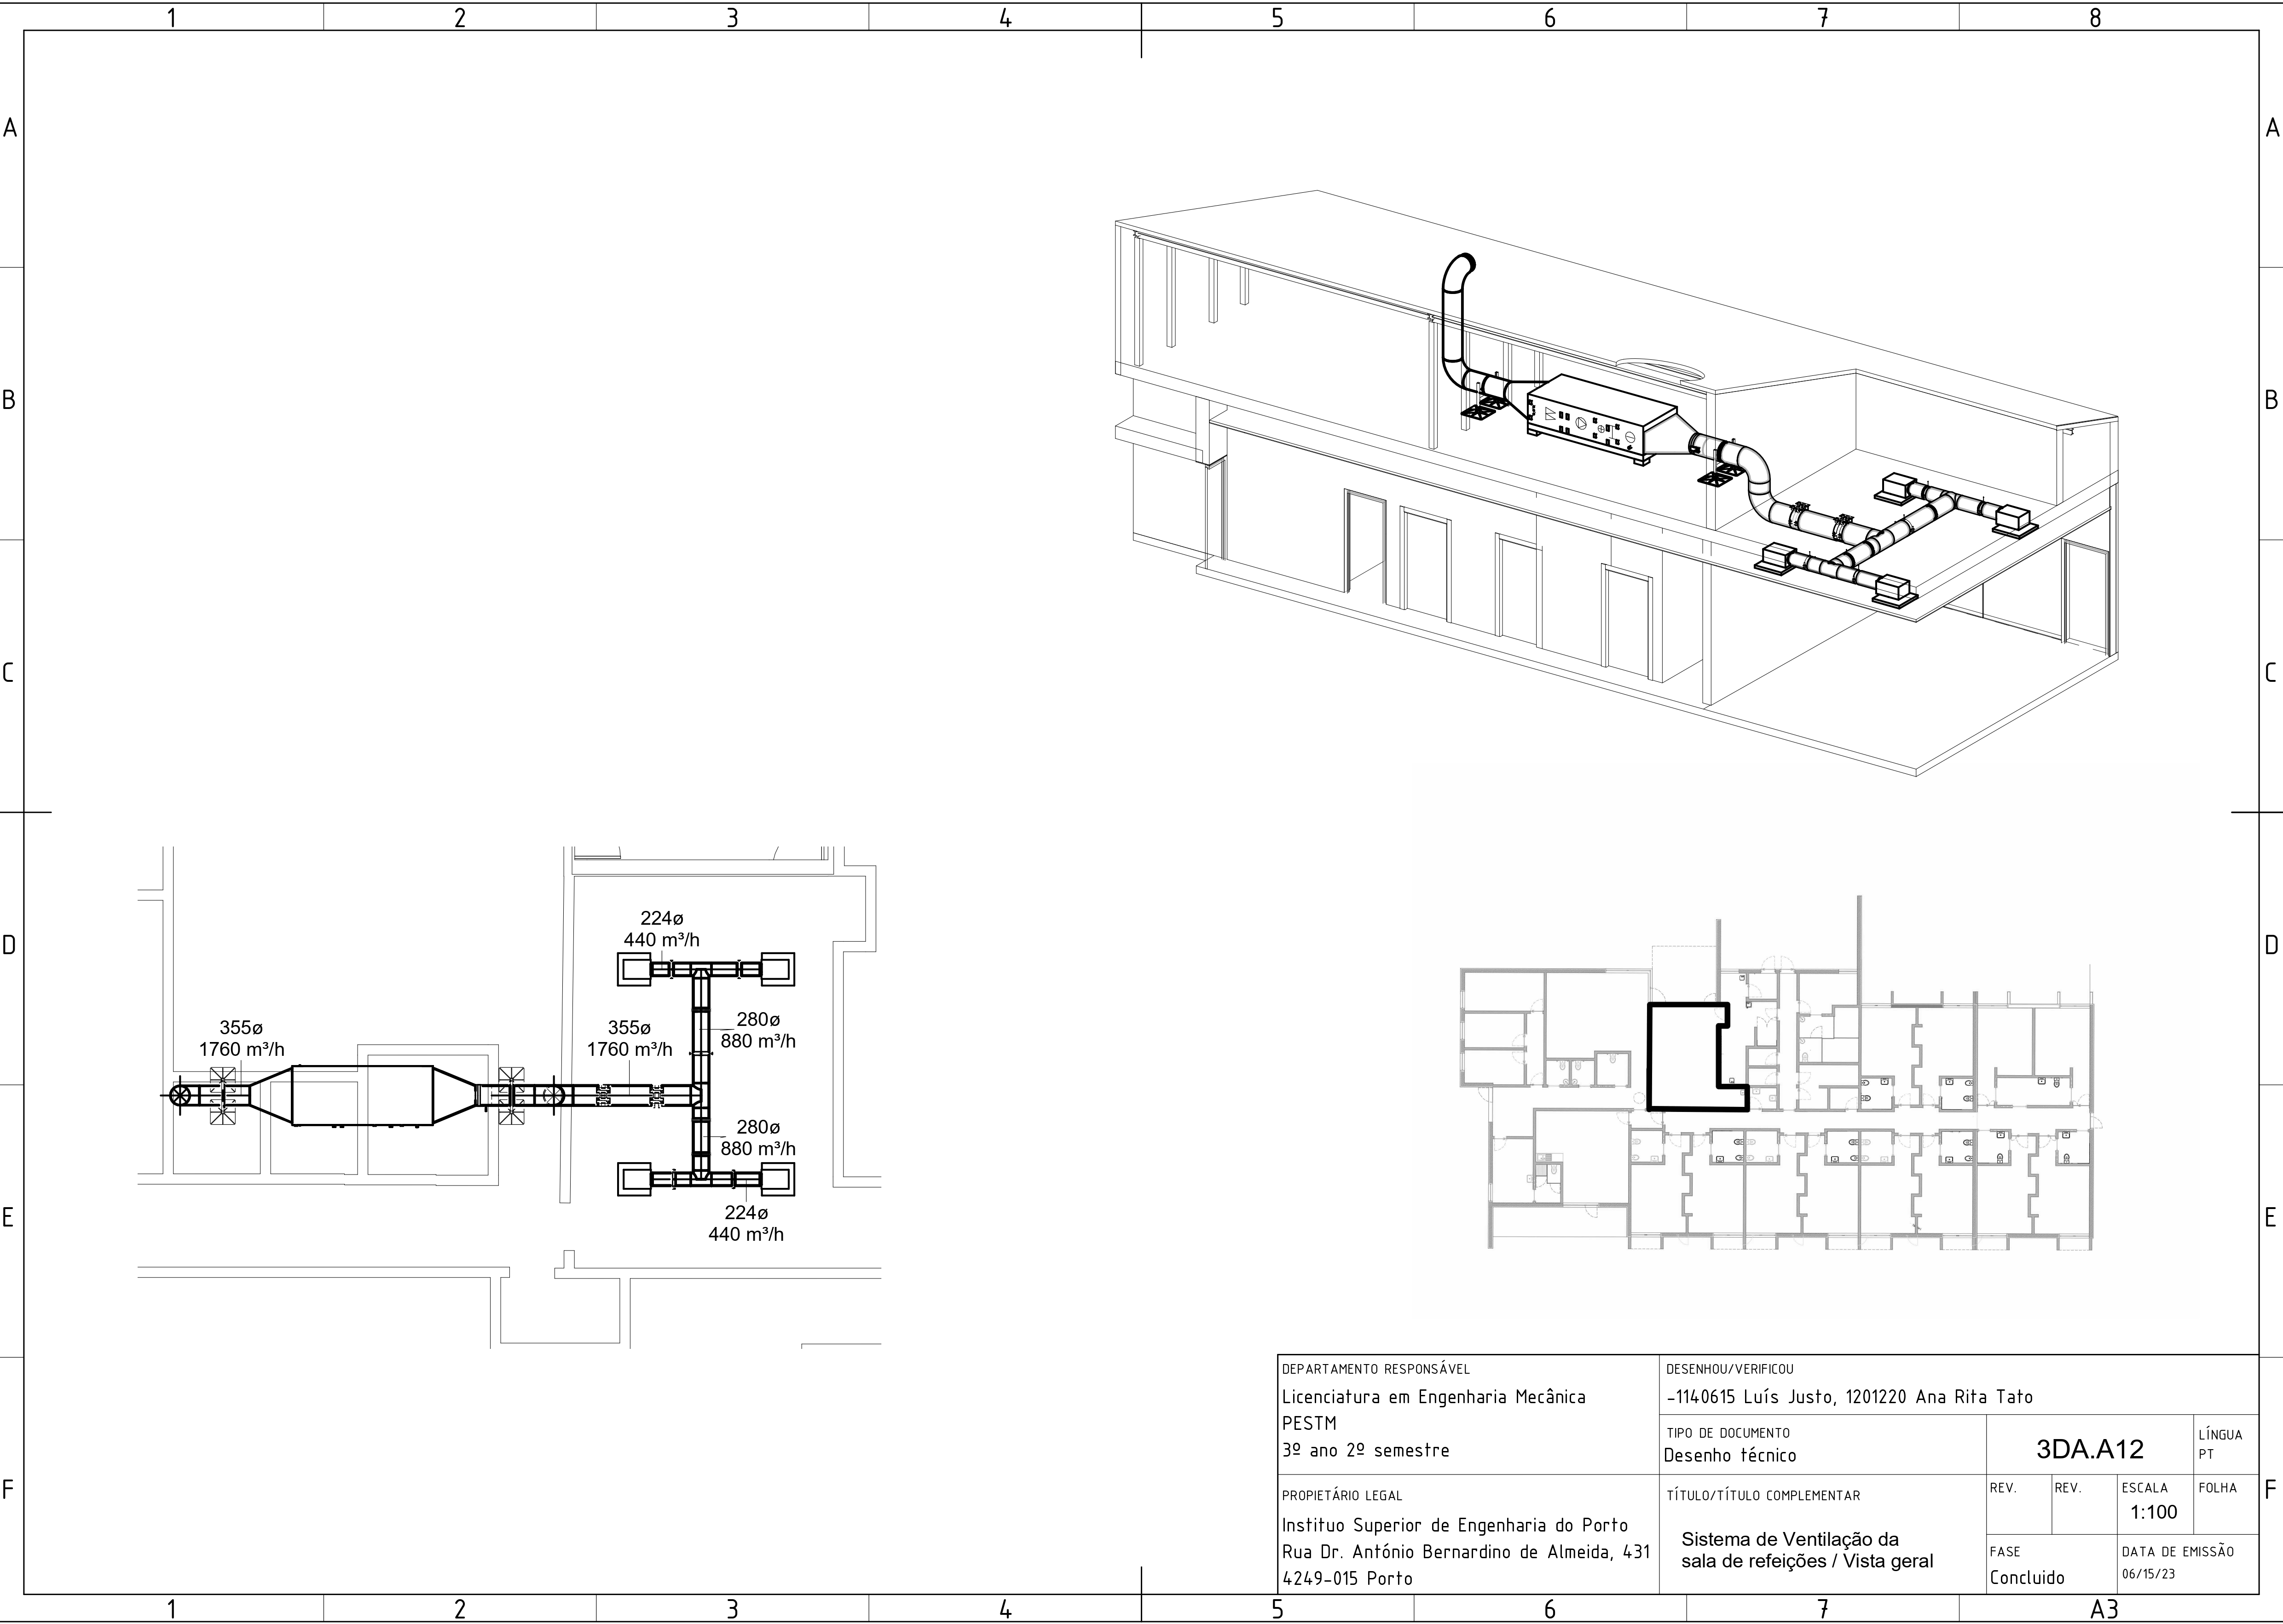 1 2 3 4 5 6 7 8
A A
B B
C C
D D
E E
F F
224ø
440 m³/h
355ø
1760 m³/h
355ø
1760 m³/h
280ø
880 m³/h
280ø
880 m³/h
224ø
440 m³/h
DEPARTAMENTO RESPONSÁVEL
Licenciatura em Engenharia Mecânica
PESTM
3º ano 2º semestre
DESENHOU/VERIFICOU
-1140615 Luís Justo, 1201220 Ana Rita Tato
TIPO DE DOCUMENTO
Desenho técnico
3DA.A12
LÍNGUA
PT
PROPIETÁRIO LEGAL
Instituo Superior de Engenharia do Porto
Rua Dr. António Bernardino de Almeida, 431
4249-015 Porto
TÍTULO/TÍTULO COMPLEMENTAR
Sistema de Ventilação da
sala de refeições / Vista geral
REV.
REV.
ESCALA
1:100
FOLHA
FASE
Concluido
DATA DE EMISSÃO
06/15/23
1 2 3 4 5 6 7 A3